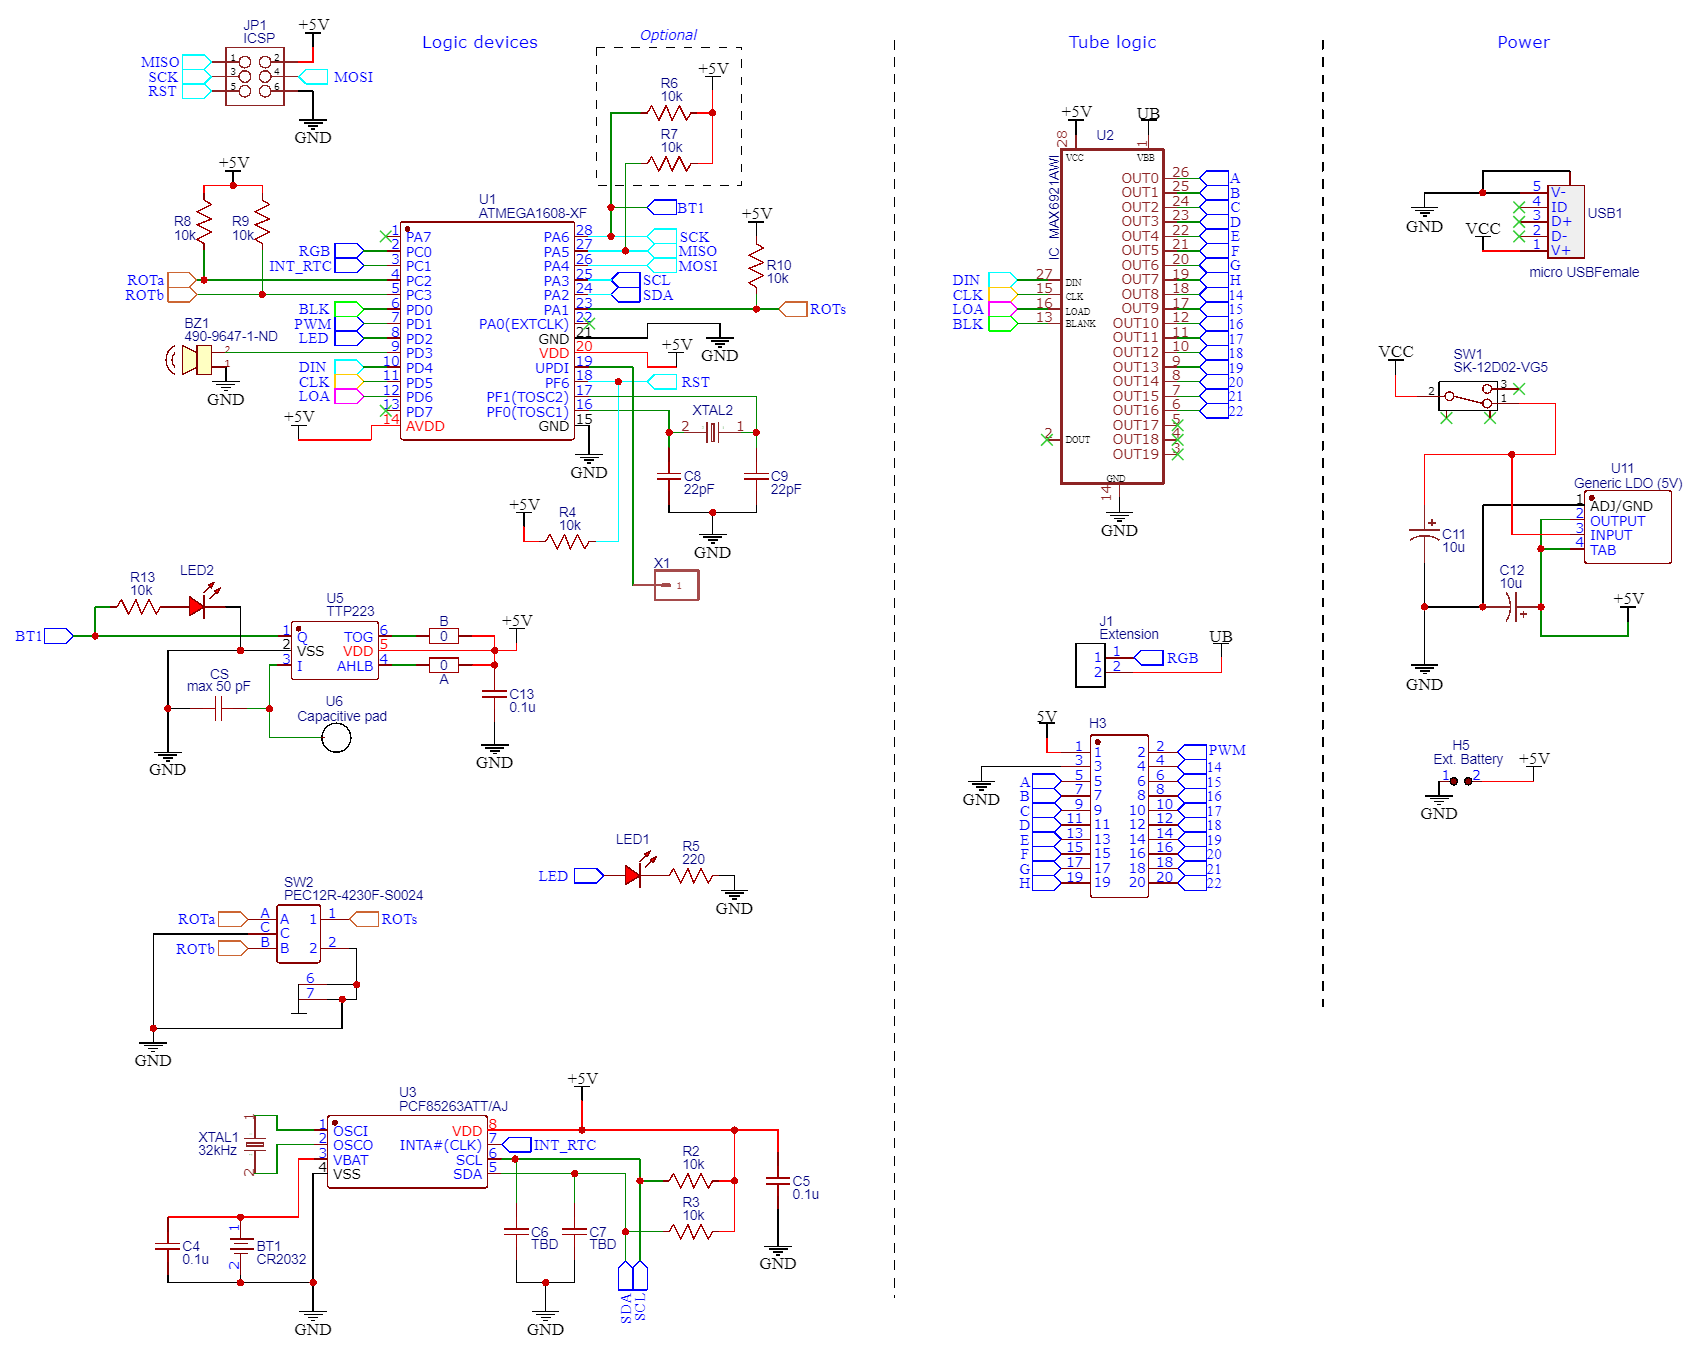 Logic devices
Optional
Tube logic
Power
JP1
ICSP
+5V
MISO 1 2
SCK 3 4 MOSI
RST 5 6
GND
+5V
R6
10k
R7
10k
+5V
R8
10k
R9
10k
U1
ATMEGA1608-XF
1 PA7
RGB 2 PC0
INT_RTC 3 PC1
ROTa 4 PC2
ROTb 5 PC3
BLK 6 PD0
PWM 7 PD1
LED 8 PD2
9 PD3
DIN 10 PD4
CLK 11 PD5
LOA 12 PD6
13 PD7
14 AVDD
BT1
PA6 28 SCK
PA5 27 MISO
PA4 26 MOSI
PA3 25 SCL
PA2 24 SDA
PA1 23 ROTs
PA0(EXTCLK) 22
GND 21
VDD 20
UPDI 19
PF6 18 RST
PF1(TOSC2) 17
PF0(TOSC1) 16
GND 15
+5V
R10
10k
GND
+5V
BZ1
490-9647-1-ND
2
1
GND
+5V
GND
XTAL2
2 1
C8
22pF
C9
22pF
GND
+5V
R4
10k
X1
1
R13
10k
LED2
BT1
U5
TTP223
1 Q
2 VSS
3 I
TOG 6
VDD 5
AHLB 4
B
0
0
A
+5V
C13
0.1u
GND
CS
max 50 pF
U6
Capacitive pad
GND
LED1
LED
R5
220
GND
SW2
PEC12R-4230F-S0024
ROTa A A 1 1 ROTs
C C
ROTb B B 2 2
6
7
GND
U3
PCF85263ATT/AJ
1 OSCI
2 OSCO
3 VBAT
4 VSS
VDD 8
INTA#(CLK) 7 INT_RTC
SCL 6
SDA 5
+5V
XTAL1
32kHz
1
2
C4
0.1u
1
BT1
CR2032
2
GND
C6
TBD
C7
TBD
GND
R2
10k
R3
10k
SDA
SCL
C5
0.1u
GND
+5V
UB
U2
IC MAX6921AWI
28
VCC
1
VBB
DIN 27 DIN
CLK 15 CLK
LOA 16 LOAD
BLK 13 BLANK
2 DOUT
OUT0 26 A
OUT1 25 B
OUT2 24 C
OUT3 23 D
OUT4 22 E
OUT5 21 F
OUT6 20 G
OUT7 19 H
OUT8 18 14
OUT9 17 15
OUT10 12 16
OUT11 11 17
OUT12 10 18
OUT13 9 19
OUT14 8 20
OUT15 7 21
OUT16 6 22
OUT17 5
OUT18 4
OUT19 3
GND
14
GND
J1
Extension
1 1 RGB
2 2
UB
5V
H3
GND
1 1 2 2 PWM
3 3 4 4 14
A 5 5 6 6 15
B 7 7 8 8 16
C 9 9 10 10 17
D 11 11 12 12 18
E 13 13 14 14 19
F 15 15 16 16 20
G 17 17 18 18 21
H 19 19 20 20 22
GND
VCC
5 V-
4 ID
3 D+
2 D-
1 V+
USB1
micro USBFemale
VCC
SW1
SK-12D02-VG5
2
3
1
U11
Generic LDO (5V)
1 ADJ/GND
2 OUTPUT
3 INPUT
4 TAB
+
C11
10u
C12
10u
+
+5V
GND
H5
Ext. Battery
1 2
+5V
GND